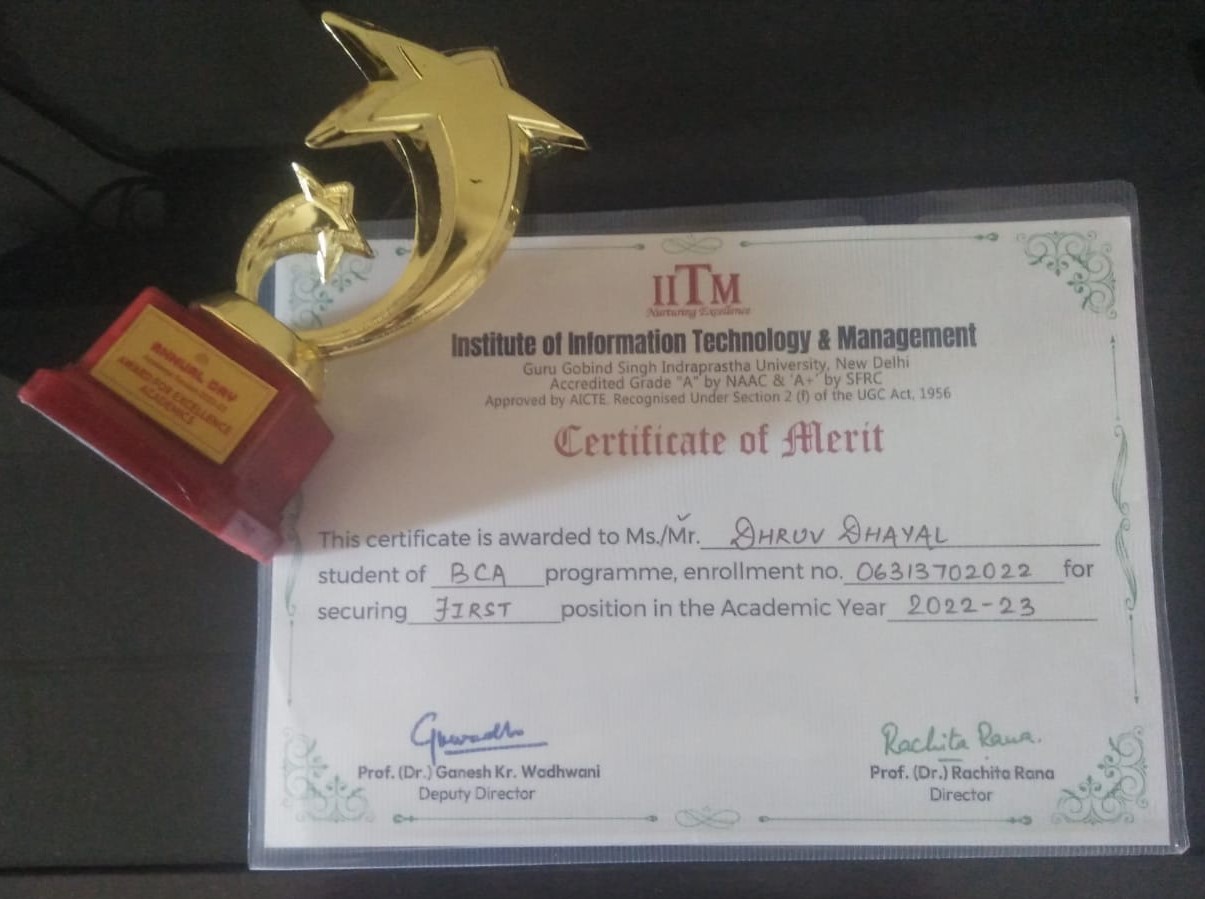 ANNUAL DAY
AWARD FOR EXCELLENCE
ACADEMICS
IITM
Nurturing Excellence
Institute of Information Technology & Management
Guru Gobind Singh Indraprastha University, New Delhi
Accredited Grade "A" by NAAC & 'A+' by SFRC
Approved by AICTE, Recognised Under Section 2 (f) of the UGC Act, 1956
Certificate of Merit
This certificate is awarded to Ms./Mr. DHRUV DHAYAL
student of BCA programme, enrollment no. 06313702022 for
securing FIRST position in the Academic Year 2022-23
Rachita Rana.
Prof. (Dr.) Ganesh Kr. Wadhwani
Deputy Director
Prof. (Dr.) Rachita Rana
Director